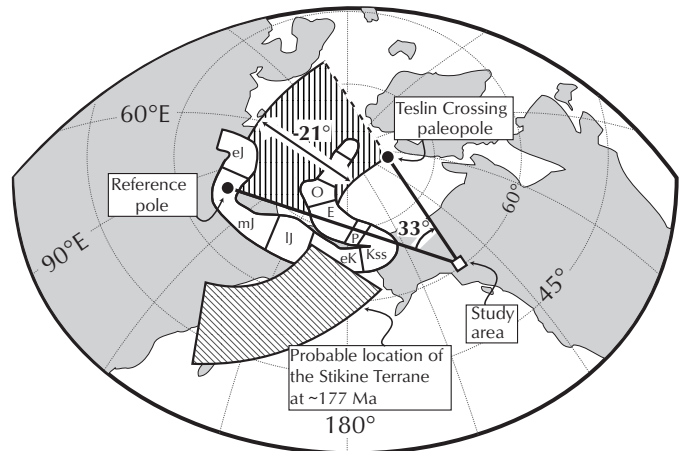 60°E
-21°
Teslin Crossing
paleopole
eJ
Reference
pole
O
60°
mJ
lJ
E
P
33°
90°E
eK
Kss
45°
Study
area
Probable location of
the Stikine Terrane
at ~177 Ma
180°